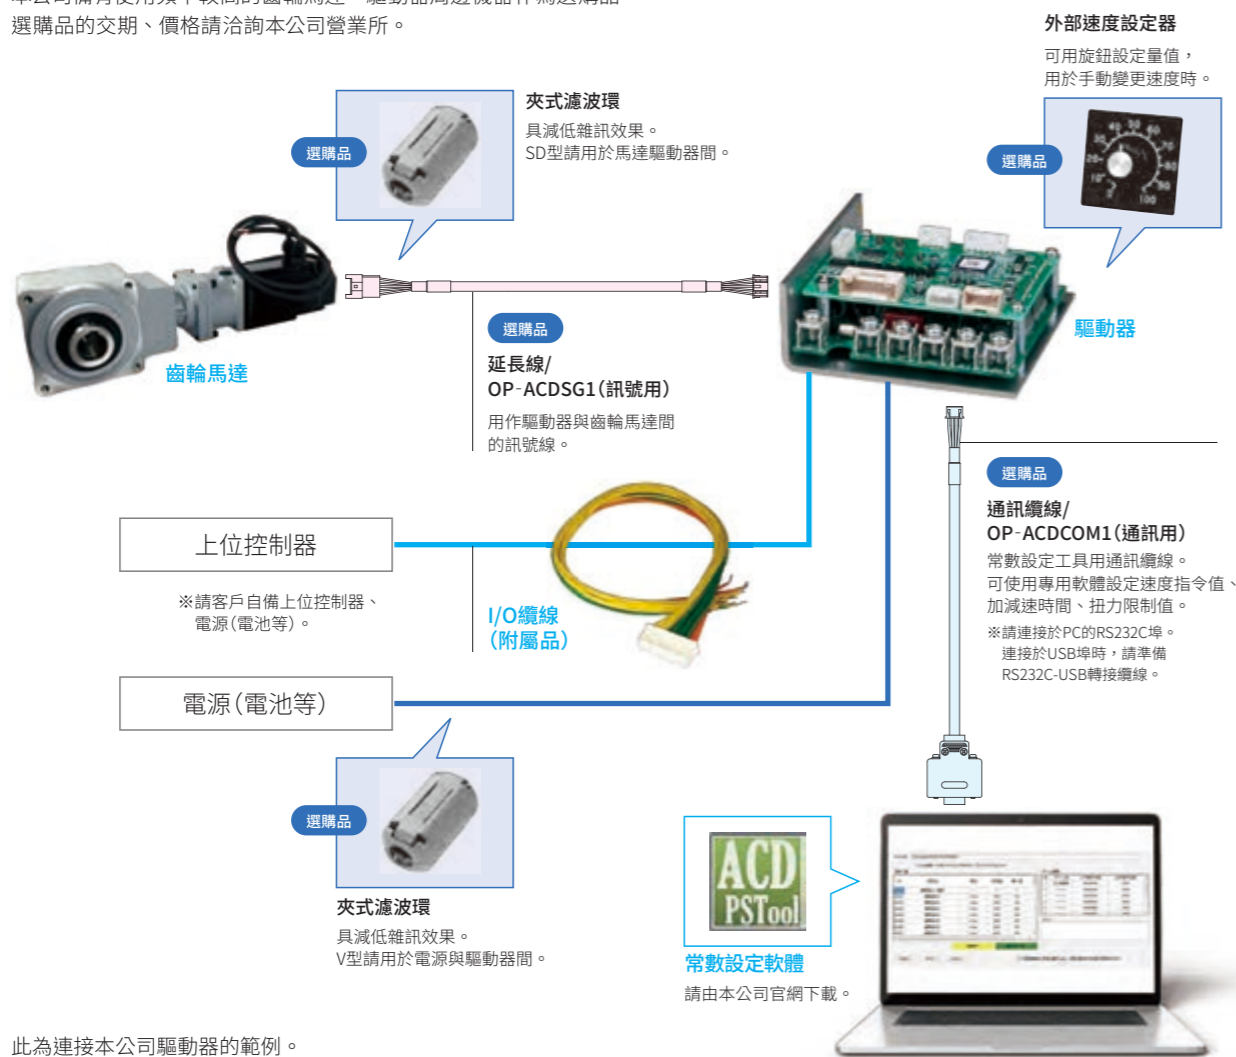 選購品的交期、價格請洽詢本公司營業所。
外部速度設定器
可用旋鈕設定量值，
用於手動變更速度時。
選購品
夾式濾波環
具減低雜訊效果。
SD型請用於馬達驅動器間。
選購品
0 10 20 30 40 50 60 70 80 90 100
齒輪馬達
選購品
延長線/
OP-ACDSG1（訊號用）
用作驅動器與齒輪馬達間
的訊號線。
驅動器
選購品
通訊纜線/
OP-ACDCOM1（通訊用）
常數設定工具用通訊纜線。
可使用專用軟體設定速度指令值、
加減速時間、扭力限制值。
※請連接於PC的RS232C埠。
連接於USB埠時，請準備
RS232C-USB轉接纜線。
上位控制器
※請客戶自備上位控制器、
電源（電池等）。
I/O纜線
（附屬品）
電源（電池等）
選購品
夾式濾波環
具減低雜訊效果。
V型請用於電源與驅動器間。
ACD
PSTool
常數設定軟體
請由本公司官網下載。
此為連接本公司驅動器的範例。